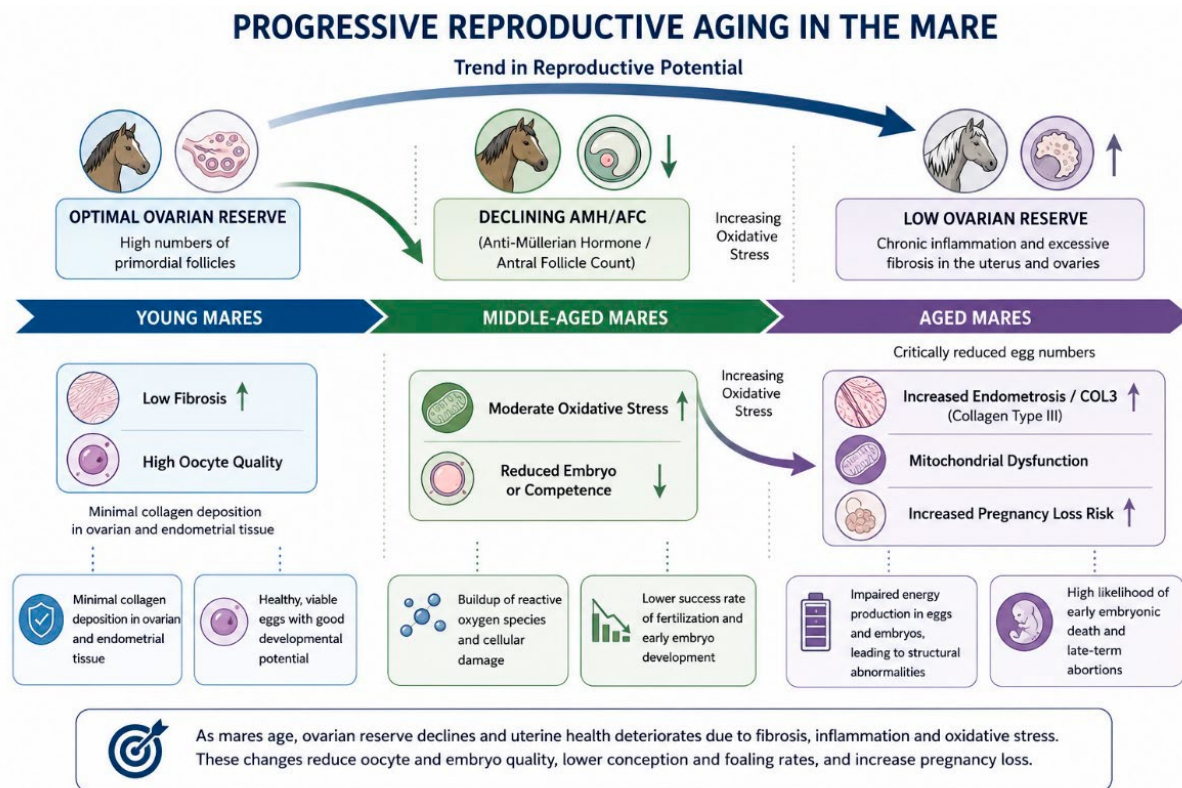 PROGRESSIVE REPRODUCTIVE AGING IN THE MARE
Trend in Reproductive Potential
OPTIMAL OVARIAN RESERVE
High numbers of
primordial follicles
DECLINING AMH/AFC
(Anti-Müllerian Hormone /
Antral Follicle Count)
Increasing
Oxidative
Stress
LOW OVARIAN RESERVE
Chronic inflammation and excessive
fibrosis in the uterus and ovaries
YOUNG MARES
MIDDLE-AGED MARES
AGED MARES
Low Fibrosis
High Oocyte Quality
Minimal collagen deposition
in ovarian and endometrial tissue
Moderate Oxidative Stress
Reduced Embryo
or Competence
Increasing
Oxidative
Stress
Critically reduced egg numbers
Increased Endometrosis / COL3
(Collagen Type III)
Mitochondrial Dysfunction
Increased Pregnancy Loss Risk
Minimal collagen
deposition in ovarian
and endometrial
tissue
Healthy, viable
eggs with good
developmental
potential
Buildup of reactive
oxygen species
and cellular
damage
Lower success rate
of fertilization and
early embryo
development
Impaired energy
production in eggs
and embryos,
leading to structural
abnormalities
High likelihood of
early embryonic
death and
late-term
abortions
As mares age, ovarian reserve declines and uterine health deteriorates due to fibrosis, inflammation and oxidative stress.
These changes reduce oocyte and embryo quality, lower conception and foaling rates, and increase pregnancy loss.